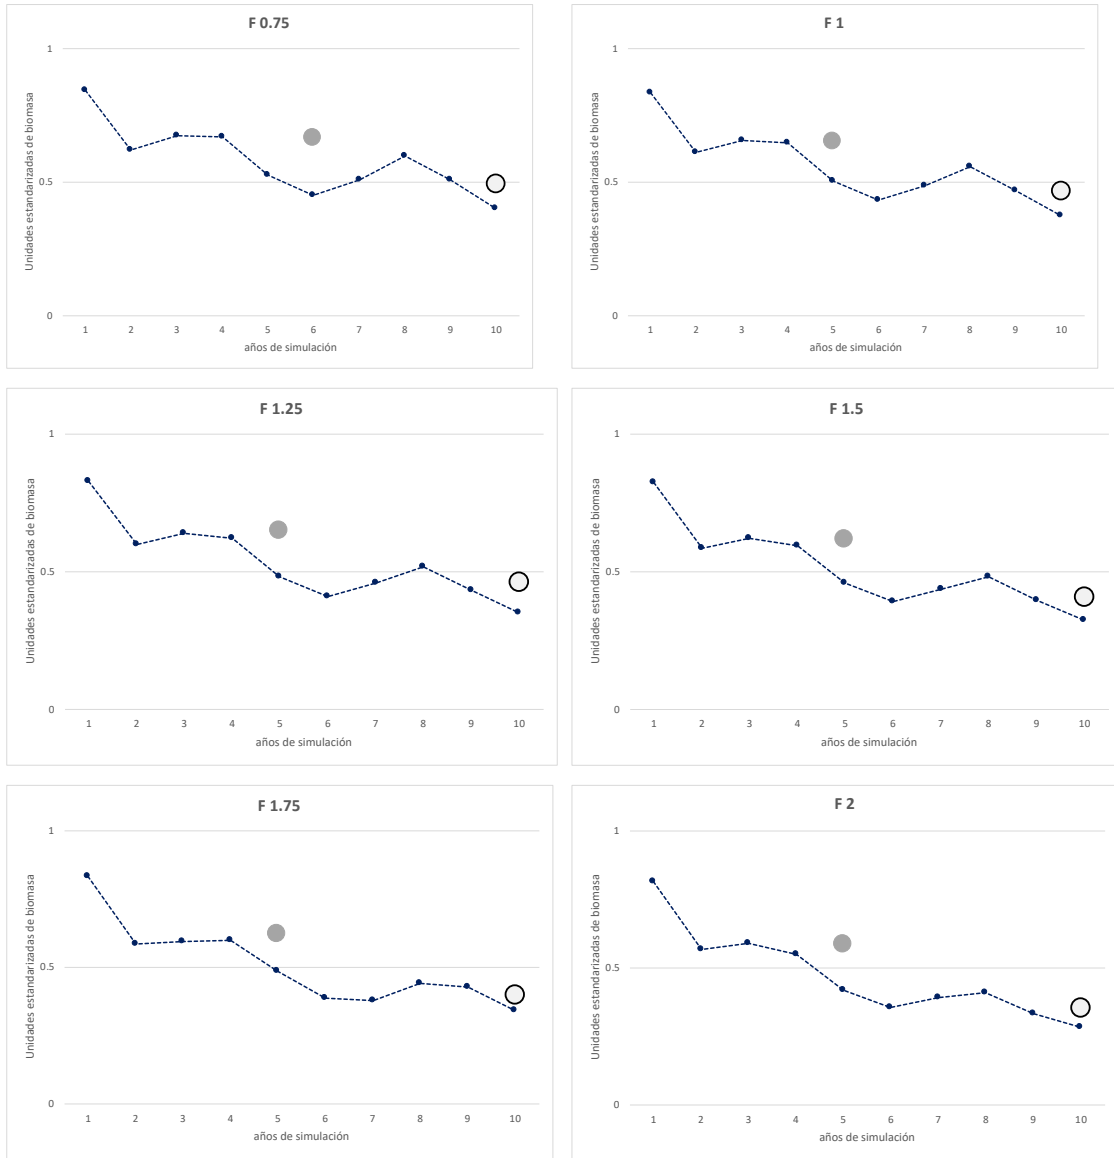 F 0.75
1
0.5
0
Unidades estandarizadas de biomasa
1 2 3 4 5 6 7 8 9 10
años de simulación
F 1
1
0.5
0
Unidades estandarizadas de biomasa
1 2 3 4 5 6 7 8 9 10
años de simulación
F 1.25
1
0.5
0
Unidades estandarizadas de biomasa
1 2 3 4 5 6 7 8 9 10
años de simulación
F 1.5
1
0.5
0
Unidades estandarizadas de biomasa
1 2 3 4 5 6 7 8 9 10
años de simulación
F 1.75
1
0.5
0
Unidades estandarizadas de biomasa
1 2 3 4 5 6 7 8 9 10
años de simulación
F 2
1
0.5
0
Unidades estandarizadas de biomasa
1 2 3 4 5 6 7 8 9 10
años de simulación